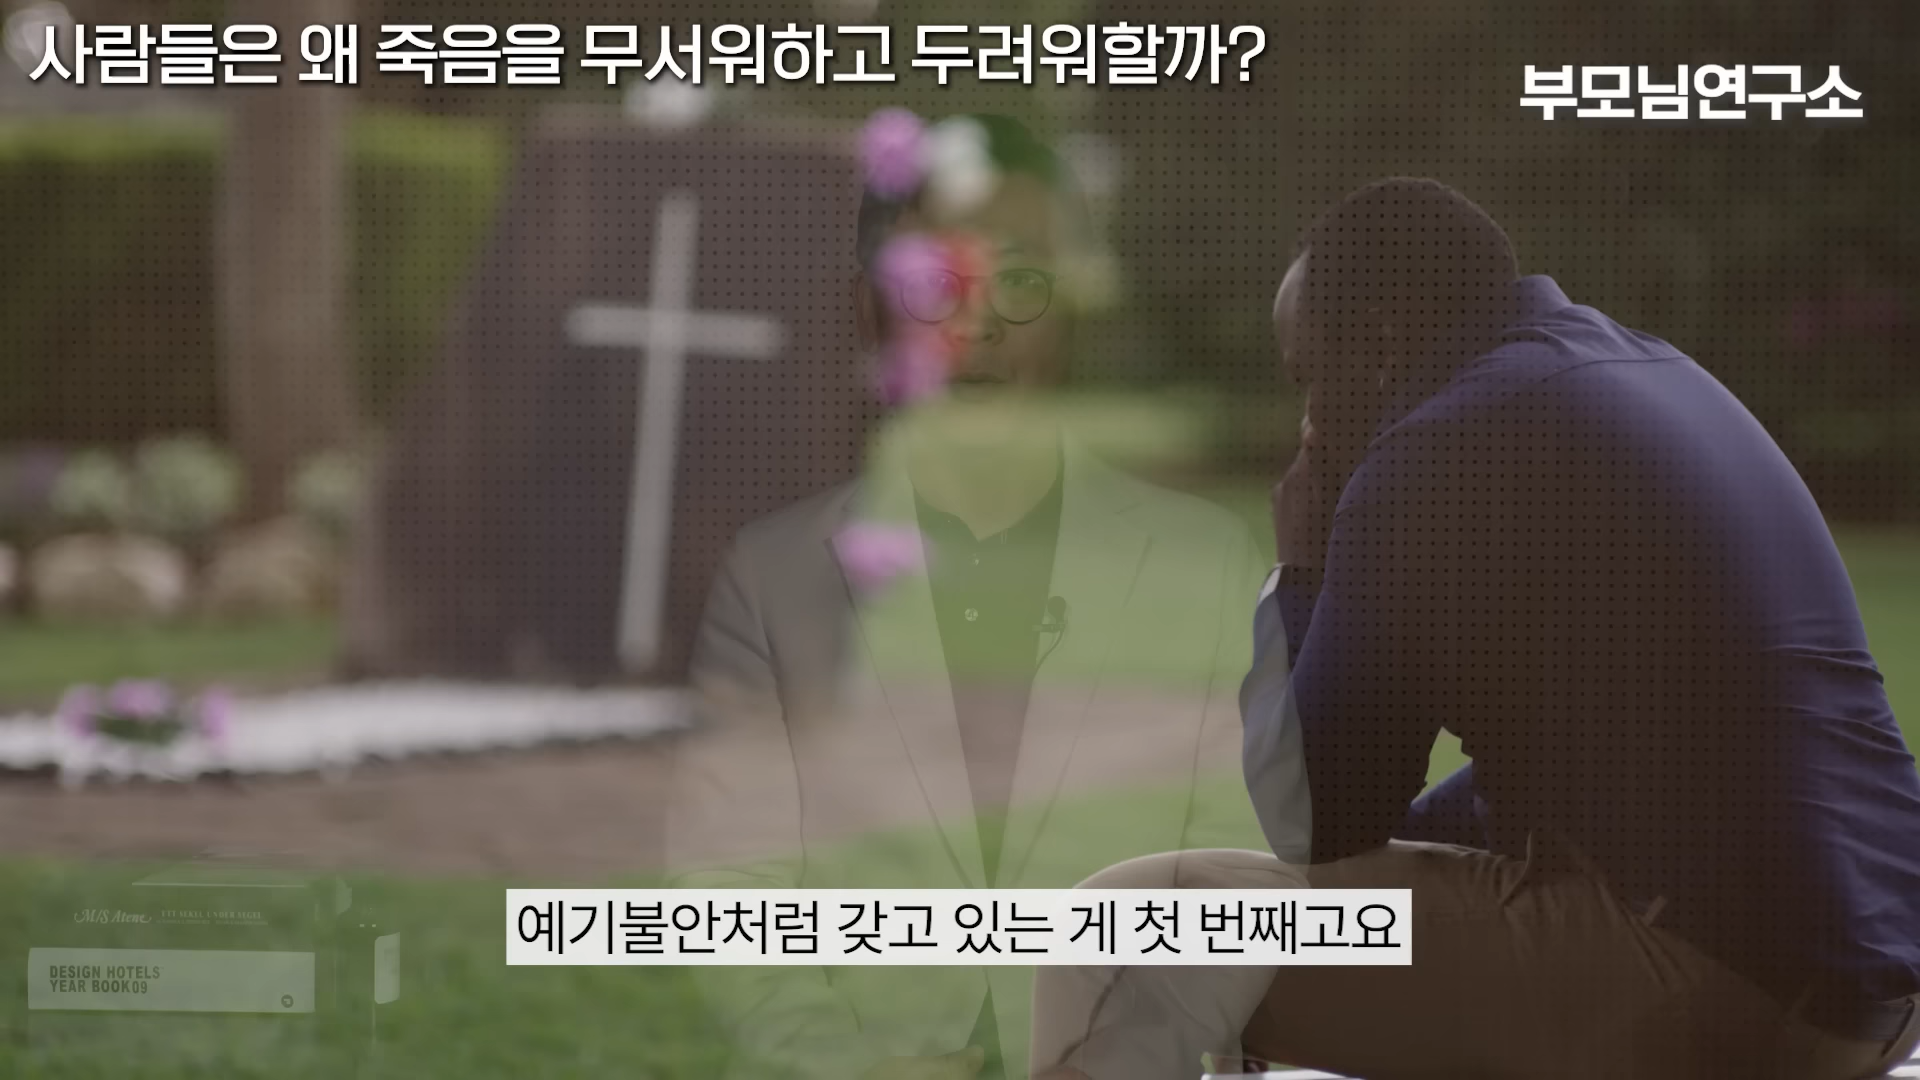 사람들은 왜 죽음을 무서워하고 두려워할까?
부모님연구소
M/S Atene
DESIGN HOTELS
YEAR BOOK09
예기불안처럼 갖고 있는 게 첫 번째고요